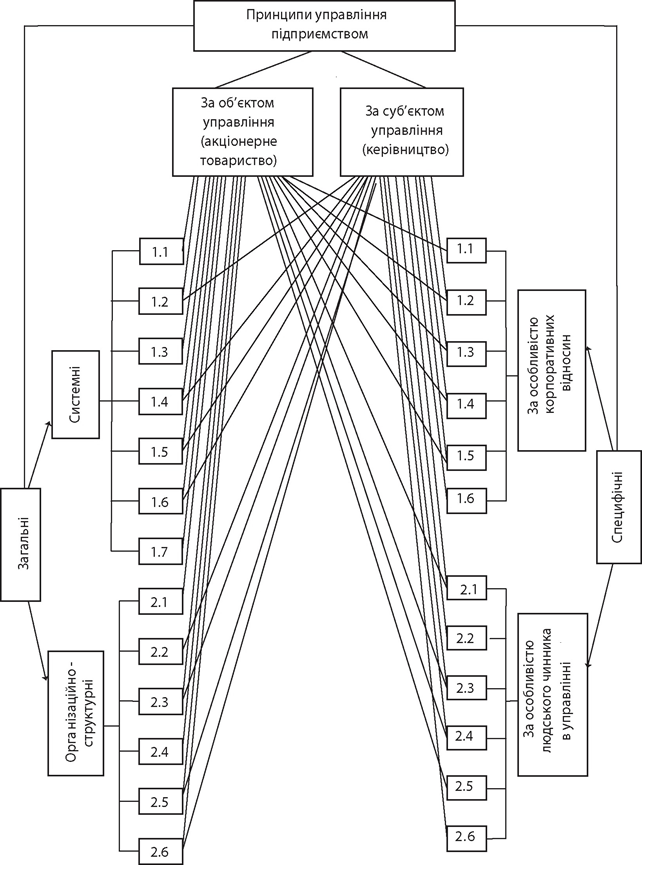 Принципи управління
підприємством
За об’єктом
управління
(акціонерне
товариство)
За суб’єктом
управління
(керівництво)
Загальні
Системні
1.1
1.2
1.3
1.4
1.5
1.6
1.7
Орга нізаційно -
структурні
2.1
2.2
2.3
2.4
2.5
2.6
1.1
1.2
1.3
1.4
1.5
1.6
За особливістю
корпоративних
відносин
2.1
2.2
2.3
2.4
2.5
2.6
За особливістю
людського чинника
в управлінні
Специфічні